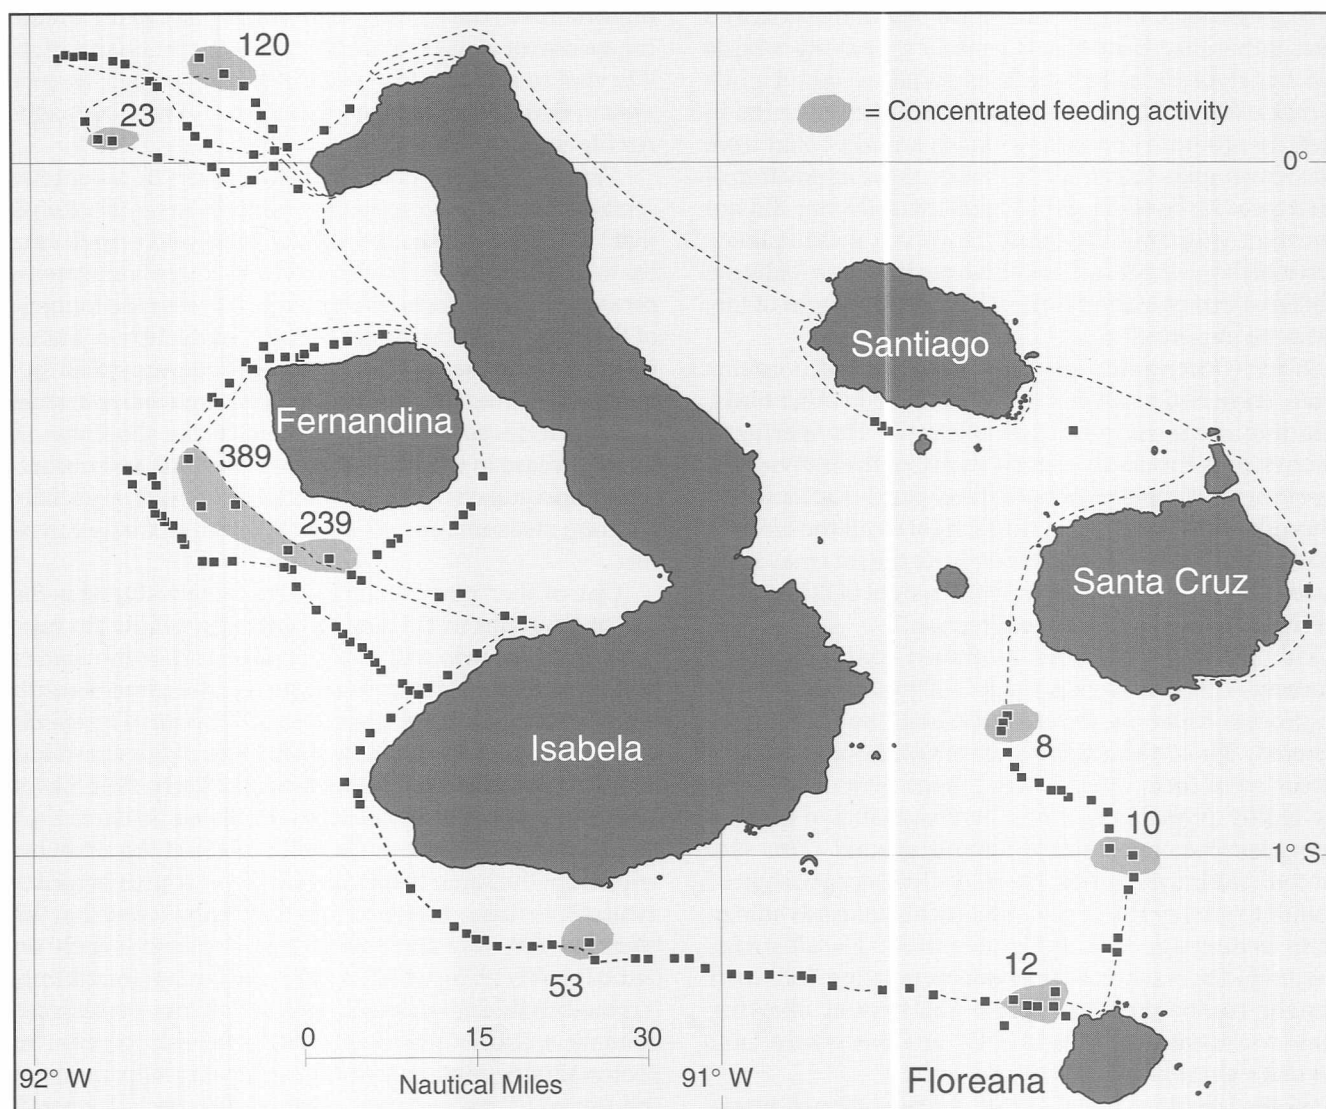 120
23
= Concentrated feeding activity
0°
Santiago
Fernandina
389
239
Santa Cruz
Isabela
8
10
1° S
12
53
0 15 30
Nautical Miles
92° W
91° W
Floreana